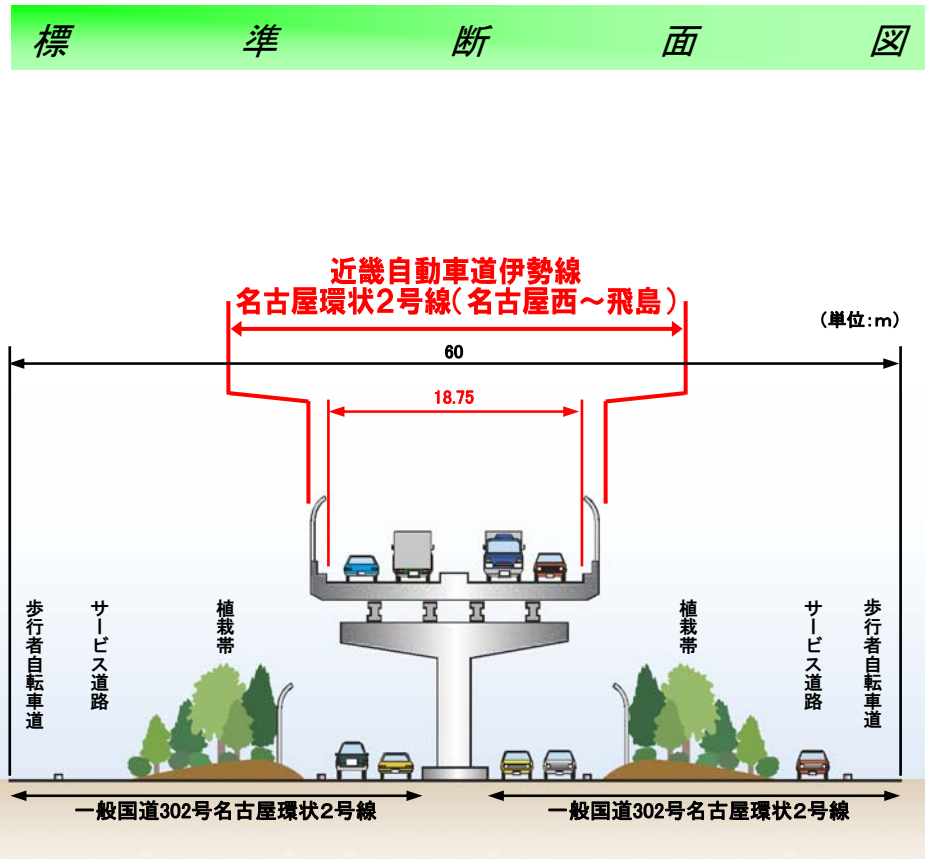 標準断面図
近畿自動車道伊勢線
名古屋環状2号線(名古屋西～飛島)
(単位:m)
60
18.75
歩行者自転車道
サービス道路
植栽帯
植栽帯
サービス道路
歩行者自転車道
一般国道302号名古屋環状2号線
一般国道302号名古屋環状2号線